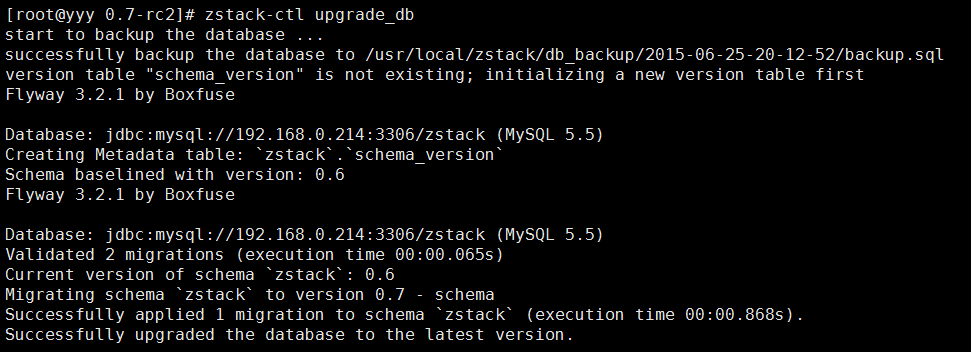 [root@yyy 0.7-rc2]# zstack-ctl upgrade_db
start to backup the database ...
successfully backup the database to /usr/local/zstack/db_backup/2015-06-25-20-12-52/backup.sql
version table "schema_version" is not existing; initializing a new version table first
Flyway 3.2.1 by Boxfuse
Database: jdbc:mysql://192.168.0.214:3306/zstack (MySQL 5.5)
Creating Metadata table: `zstack`.`schema_version`
Schema baselined with version: 0.6
Flyway 3.2.1 by Boxfuse
Database: jdbc:mysql://192.168.0.214:3306/zstack (MySQL 5.5)
Validated 2 migrations (execution time 00:00.065s)
Current version of schema `zstack`: 0.6
Migrating schema `zstack` to version 0.7 - schema
Successfully applied 1 migration to schema `zstack` (execution time 00:00.868s).
Successfully upgraded the database to the latest version.